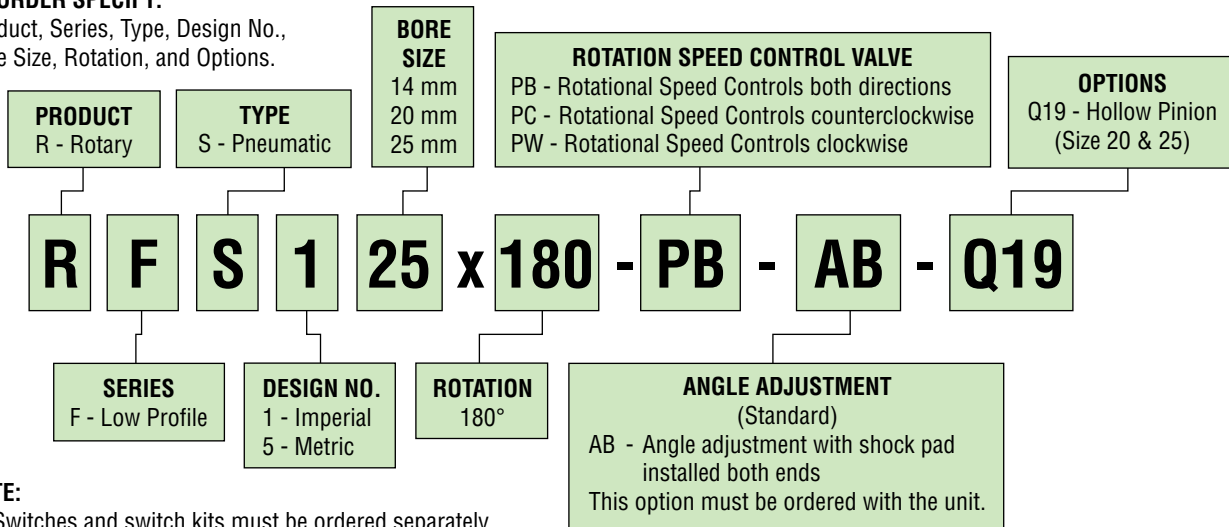 duct, Series, Type, Design No.,
Size, Rotation, and Options.
PRODUCT
R - Rotary
TYPE
S - Pneumatic
BORE
SIZE
14 mm
20 mm
25 mm
ROTATION SPEED CONTROL VALVE
PB - Rotational Speed Controls both directions
PC - Rotational Speed Controls counterclockwise
PW - Rotational Speed Controls clockwise
OPTIONS
Q19 - Hollow Pinion
(Size 20 & 25)
R F S 1 25 x 180 - PB - AB - Q19
SERIES
F - Low Profile
DESIGN NO.
1 - Imperial
5 - Metric
ROTATION
180°
ANGLE ADJUSTMENT
(Standard)
AB - Angle adjustment with shock pad
installed both ends
This option must be ordered with the unit.
TE:
Switches and switch kits must be ordered separately